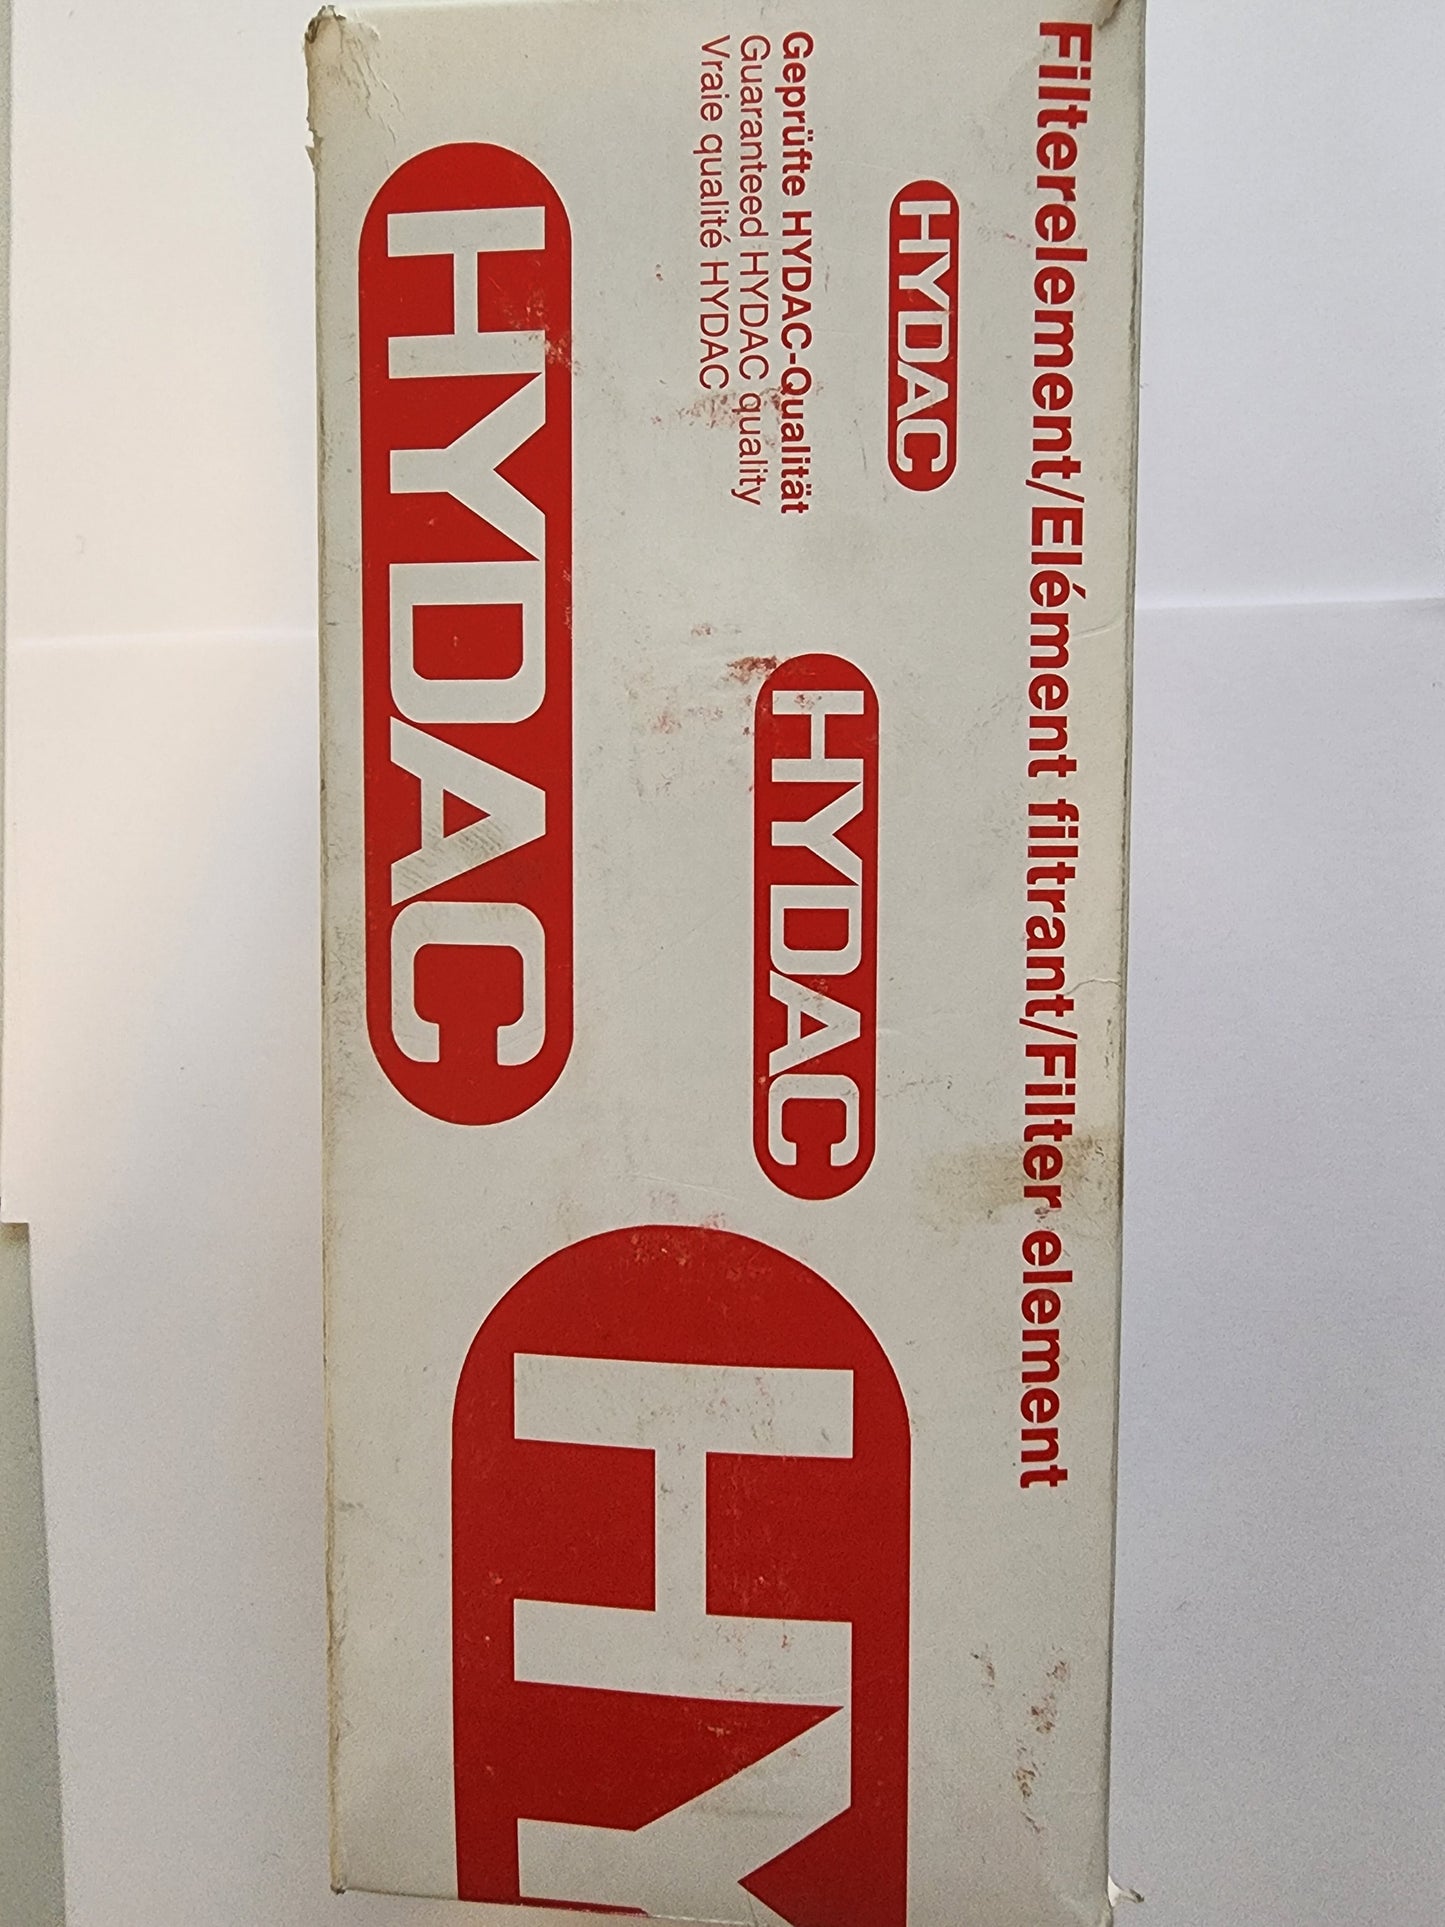 Filterelement/Elément filtrant/Filter element
HYDAC
Geprüfte HYDAC-Qualität
Guaranteed HYDAC quality
Vraie qualité HYDAC
HYDAC
HYDAC
HY